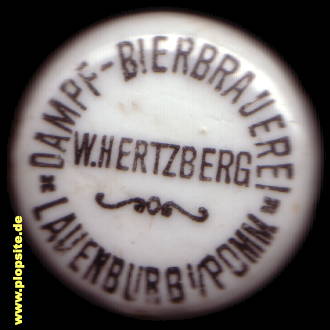 DAMPF-BIERBRAUEREI
W.HERTZBERG
LAUENBURG I/POMM
www.plopsite.de